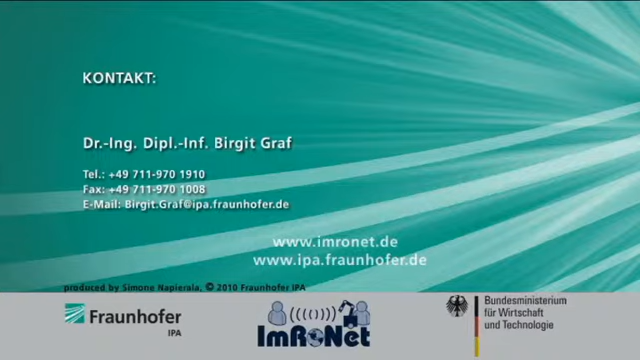 KONTAKT:
Dr.-Ing. Dipl.-Inf. Birgit Graf
Tel.: +49 711-970 1910
Fax: +49 711-970 1008
E-Mail: Birgit.Graf@ipa.fraunhofer.de
www.imronet.de
www.ipa.fraunhofer.de
produced by Simone Napierala, © 2010 Fraunhofer IPA
Fraunhofer
IPA
ImRoNet
Bundesministerium
für Wirtschaft
und Technologie